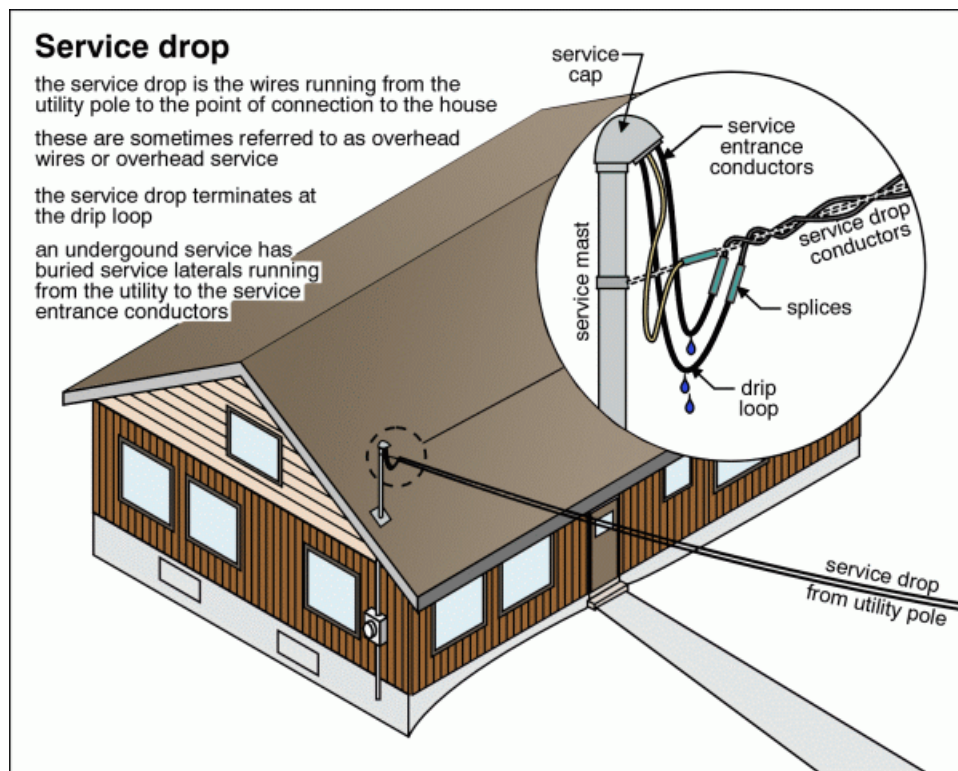 Service drop
the service drop is the wires running from the
utility pole to the point of connection to the house
these are sometimes referred to as overhead
wires or overhead service
the service drop terminates at
the drip loop
an undergound service has
buried service laterals running
from the utility to the service
entrance conductors
service
cap
service
entrance
conductors
service mast
service drop
conductors
splices
drip
loop
service drop
from utility pole